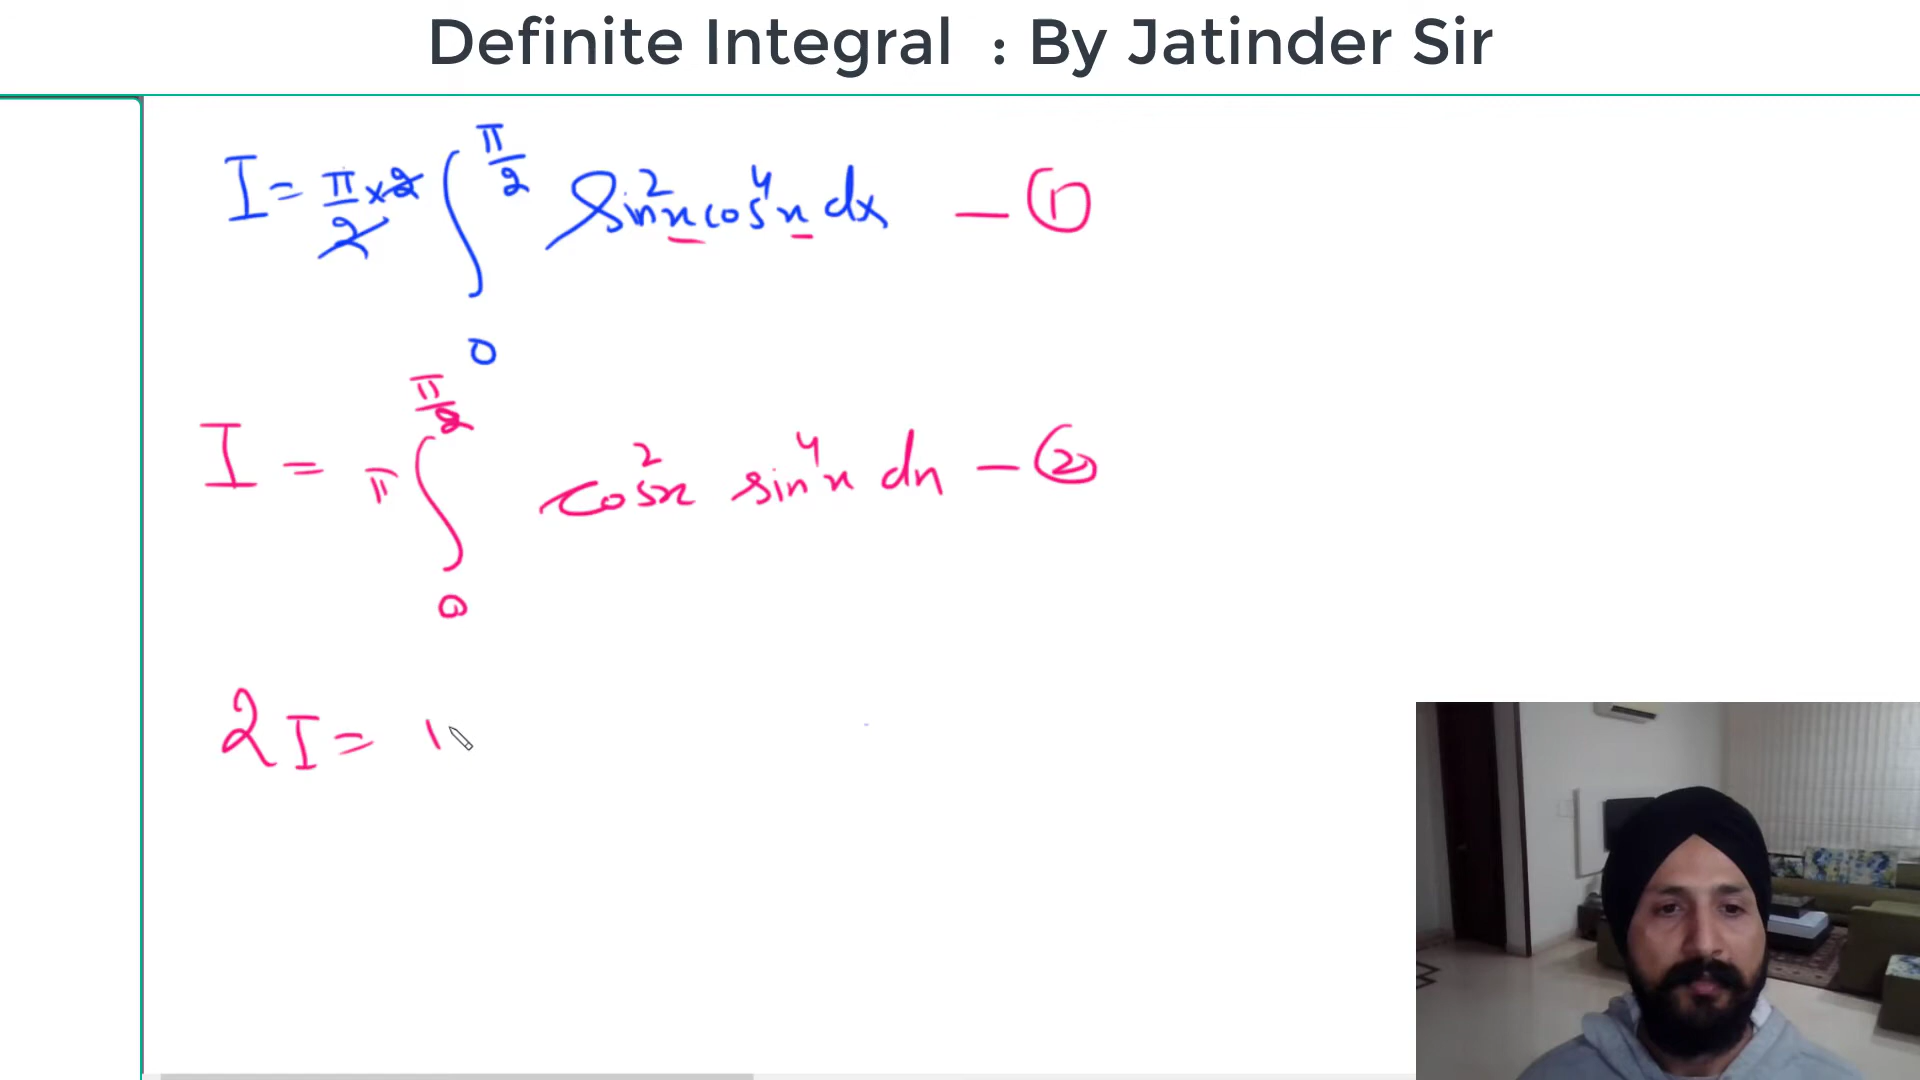 Definite Integral : By Jatinder Sir
I = π/2 × 2 ∫₀^(π/2) sin²x cos⁴x dx — ①
I = π ∫₀^(π/2) cos²x sin⁴x dx — ②
2I =